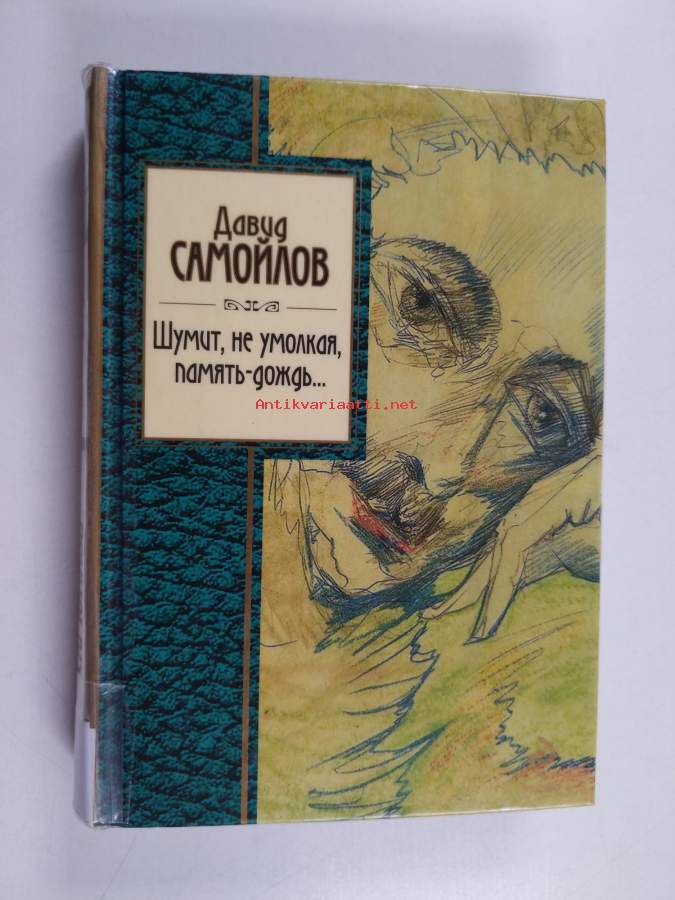 Давид
САМОЙЛОВ
Шумит, не умолкая,
память-дождь...
Antikvariaatti.net